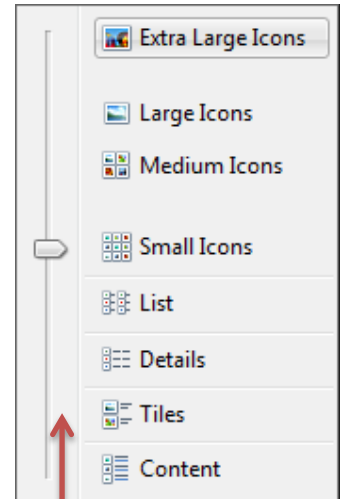 Extra Large Icons
Large Icons
Medium Icons
Small Icons
List
Details
Tiles
Content